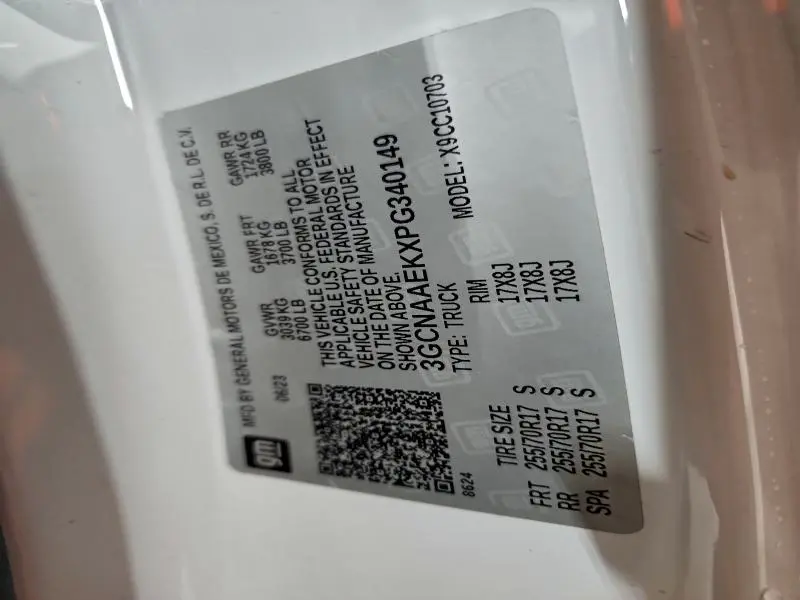 gm
MFD BY GENERAL MOTORS DE MEXICO, S. DE R.L. DE C.V.
06/23 GVWR GAWR FRT GAWR RR
3039 KG 1678 KG 1724 KG
6700 LB 3700 LB 3800 LB
THIS VEHICLE CONFORMS TO ALL
APPLICABLE U.S. FEDERAL MOTOR
VEHICLE SAFETY STANDARDS IN EFFECT
ON THE DATE OF MANUFACTURE
SHOWN ABOVE.
3GCNAAEKXPG340149
TYPE: TRUCK MODEL: X9CC10703
8624
TIRE SIZE RIM
FRT 255/70R17 S 17X8J
RR 255/70R17 S 17X8J
SPA 255/70R17 S 17X8J